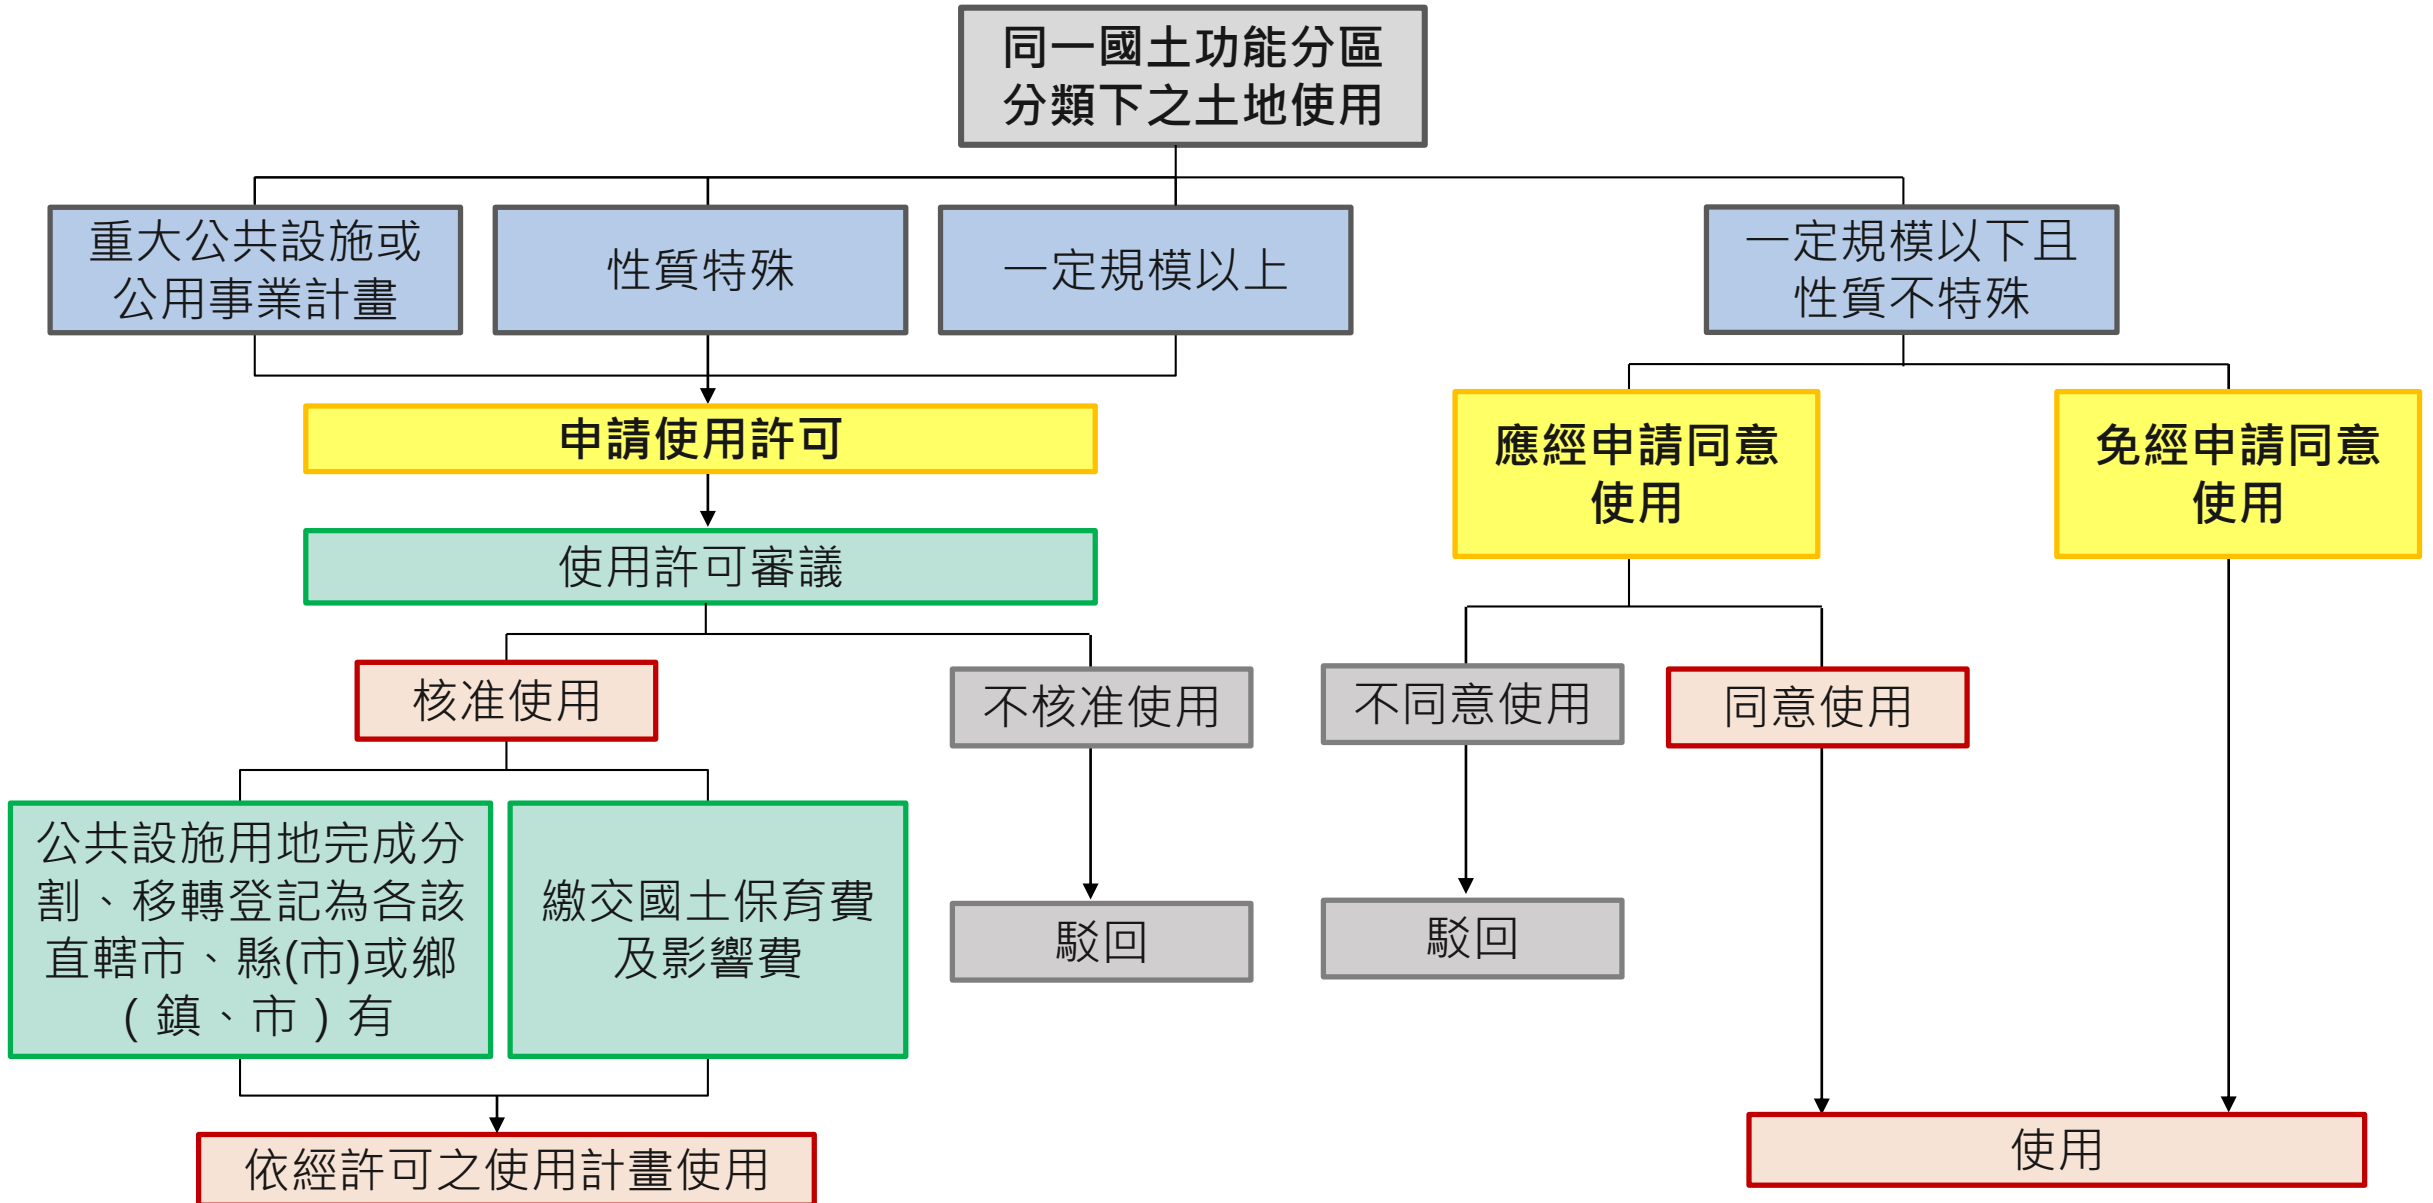 同一國土功能分區
分類下之土地使用
重大公共設施或
公用事業計畫
性質特殊
一定規模以上
一定規模以下且
性質不特殊
申請使用許可
應經申請同意
使用
免經申請同意
使用
使用許可審議
核准使用
不核准使用
不同意使用
同意使用
公共設施用地完成分
割、移轉登記為各該
直轄市、縣(市)或鄉
(鎮、市)有
繳交國土保育費
及影響費
駁回
駁回
依經許可之使用計畫使用
使用